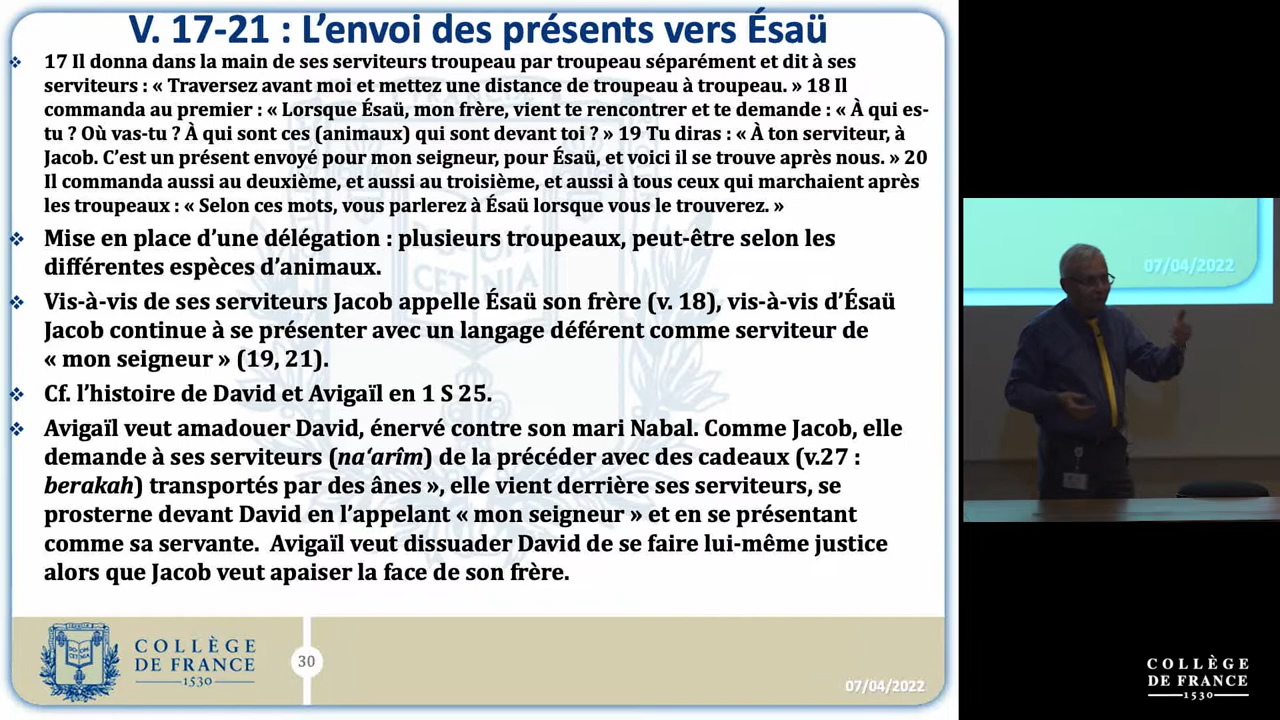 V. 17-21 : L’envoi des présents vers Ésaü
17 Il donna dans la main de ses serviteurs troupeau par troupeau séparément et dit à ses
serviteurs : « Traversez avant moi et mettez une distance de troupeau à troupeau. » 18 Il
commanda au premier : « Lorsque Ésaü, mon frère, vient te rencontrer et te demande : « À qui es-
tu ? Où vas-tu ? À qui sont ces (animaux) qui sont devant toi ? » 19 Tu diras : « À ton serviteur, à
Jacob. C’est un présent envoyé pour mon seigneur, pour Ésaü, et voici il se trouve après nous. » 20
Il commanda aussi au deuxième, et aussi au troisième, et aussi à tous ceux qui marchaient après
les troupeaux : « Selon ces mots, vous parlerez à Ésaü lorsque vous le trouverez. »
Mise en place d’une délégation : plusieurs troupeaux, peut-être selon les
différentes espèces d’animaux.
Vis-à-vis de ses serviteurs Jacob appelle Ésaü son frère (v. 18), vis-à-vis d’Ésaü
Jacob continue à se présenter avec un langage déférent comme serviteur de
« mon seigneur » (19, 21).
Cf. l’histoire de David et Avigaïl en 1 S 25.
Avigaïl veut amadouer David, énervé contre son mari Nabal. Comme Jacob, elle
demande à ses serviteurs (na‘arîm) de la précéder avec des cadeaux (v.27 :
berakah) transportés par des ânes », elle vient derrière ses serviteurs, se
prosterne devant David en l’appelant « mon seigneur » et en se présentant
comme sa servante. Avigaïl veut dissuader David de se faire lui-même justice
alors que Jacob veut apaiser la face de son frère.
COLLÈGE
DE FRANCE
1530
30
07/04/2022
07/04/2022
COLLÈGE
DE FRANCE
1530